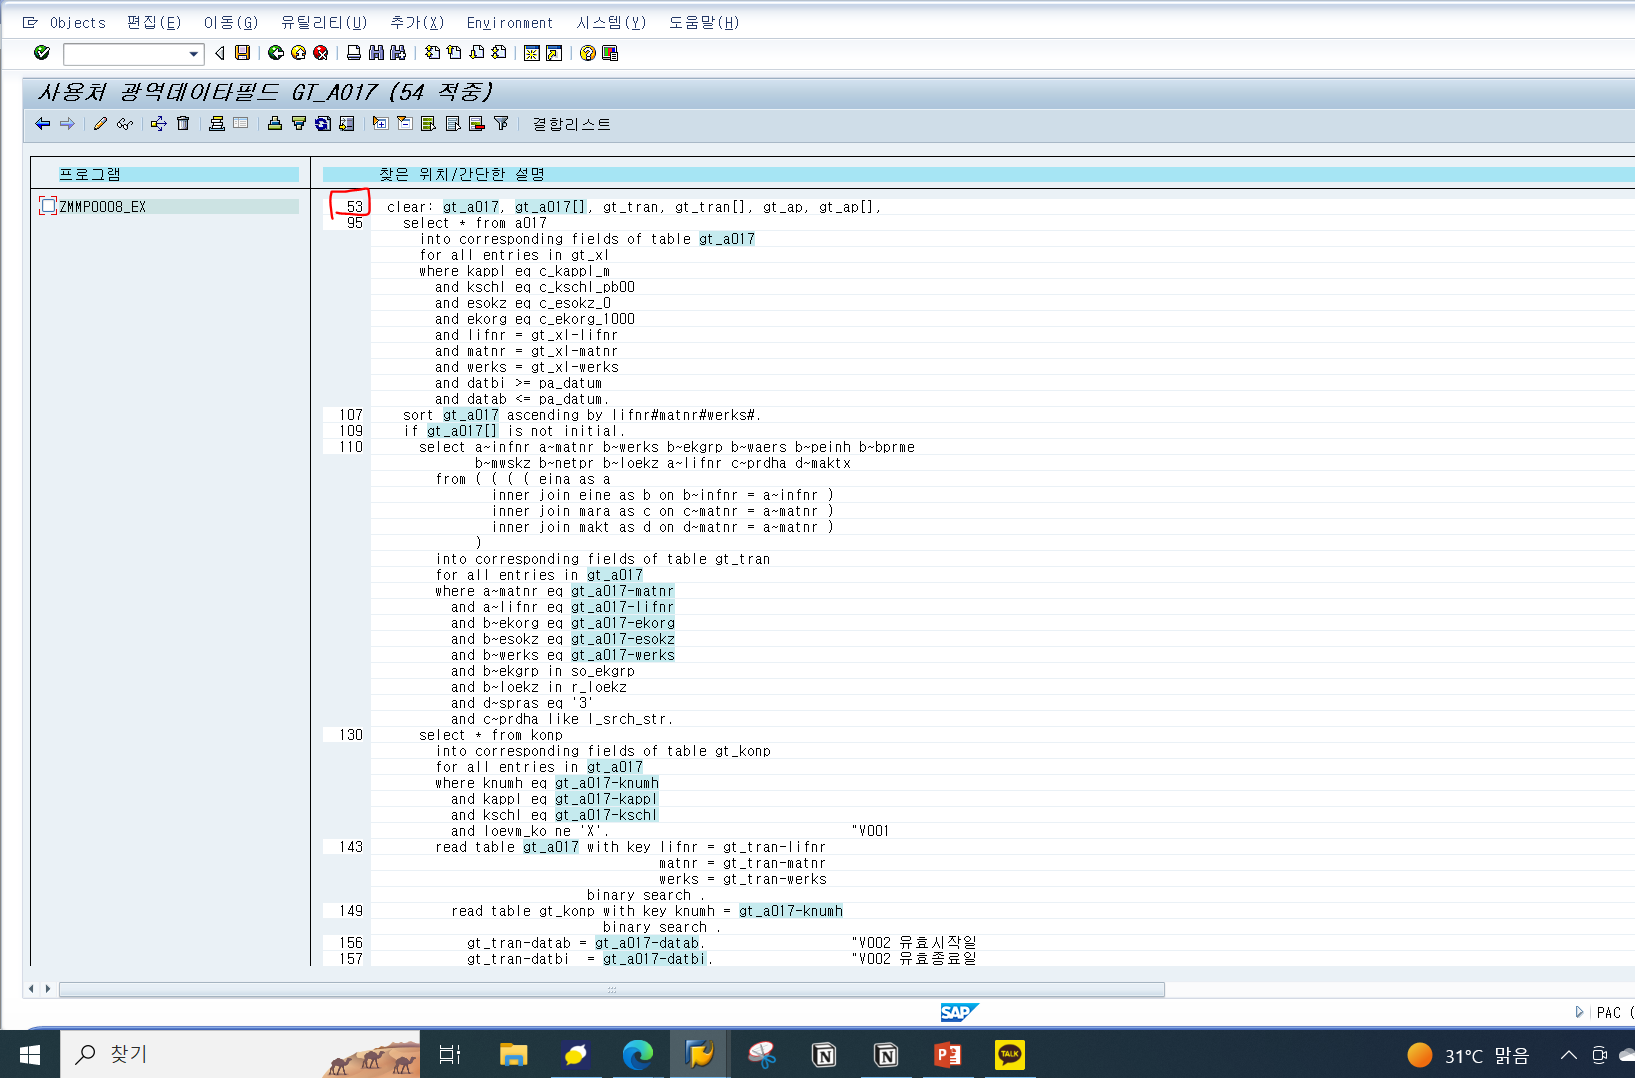 Objects 편집(E) 이동(G) 유틸리티(U) 추가(X) Environment 시스템(Y) 도움말(H)
사용처 광역데이타필드 GT_A017 (54 적중)
결합리스트
프로그램 찾은 위치/간단한 설명
ZMMP0008_EX
53 clear: gt_a017, gt_a017[], gt_tran, gt_tran[], gt_ap, gt_ap[],
95 select * from a017
into corresponding fields of table gt_a017
for all entries in gt_xl
where kappl eq c_kappl_m
and kschl eq c_kschl_pb00
and esokz eq c_esokz_0
and ekorg eq c_ekorg_1000
and lifnr = gt_xl-lifnr
and matnr = gt_xl-matnr
and werks = gt_xl-werks
and datbi >= pa_datum
and datab <= pa_datum.
107 sort gt_a017 ascending by lifnr#matnr#werks#.
109 if gt_a017[] is not initial.
110 select a~infnr a~matnr b~werks b~ekgrp b~waers b~peinh b~bprme
b~mwskz b~netpr b~loekz a~lifnr c~prdha d~maktx
from ( ( ( ( eina as a
inner join eine as b on b~infnr = a~infnr )
inner join mara as c on c~matnr = a~matnr )
inner join makt as d on d~matnr = a~matnr )
)
into corresponding fields of table gt_tran
for all entries in gt_a017
where a~matnr eq gt_a017-matnr
and a~lifnr eq gt_a017-lifnr
and b~ekorg eq gt_a017-ekorg
and b~esokz eq gt_a017-esokz
and b~werks eq gt_a017-werks
and b~ekgrp in so_ekgrp
and b~loekz in r_loekz
and d~spras eq '3'
and c~prdha like l_srch_str.
130 select * from konp
into corresponding fields of table gt_konp
for all entries in gt_a017
where knumh eq gt_a017-knumh
and kappl eq gt_a017-kappl
and kschl eq gt_a017-kschl
and loevm_ko ne 'X'. "V001
143 read table gt_a017 with key lifnr = gt_tran-lifnr
matnr = gt_tran-matnr
werks = gt_tran-werks
binary search .
149 read table gt_konp with key knumh = gt_a017-knumh
binary search .
156 gt_tran-datab = gt_a017-datab. "V002 유효시작일
157 gt_tran-datbi = gt_a017-datbi. "V002 유효종료일
SAP
PAC (
찾기
TALK
31°C 맑음